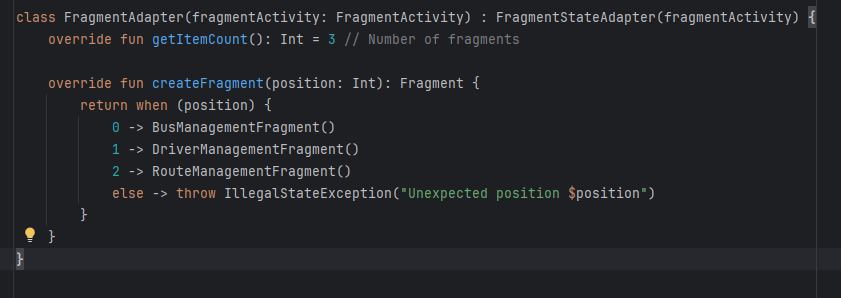 class FragmentAdapter(fragmentActivity: FragmentActivity) : FragmentStateAdapter(fragmentActivity) {
    override fun getItemCount(): Int = 3 // Number of fragments

    override fun createFragment(position: Int): Fragment {
        return when (position) {
            0 -> BusManagementFragment()
            1 -> DriverManagementFragment()
            2 -> RouteManagementFragment()
            else -> throw IllegalStateException("Unexpected position $position")
        }
    }
}